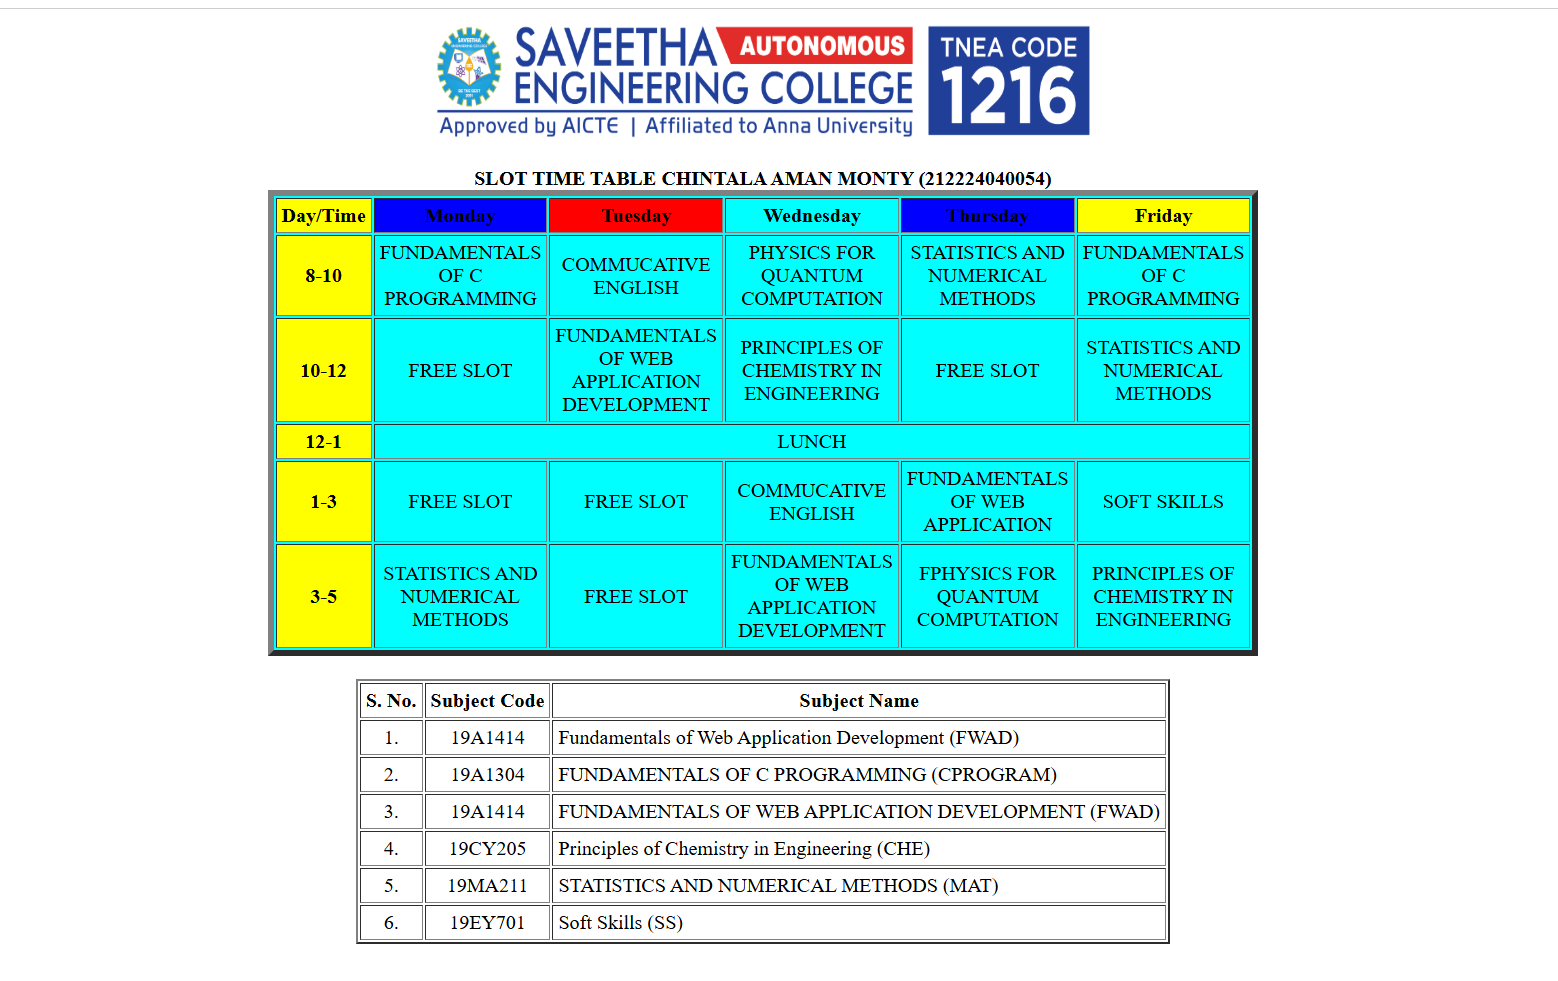 SAVEETHA AUTONOMOUS
ENGINEERING COLLEGE
Approved by AICTE | Affiliated to Anna University
TNEA CODE
1216
SLOT TIME TABLE CHINTALA AMAN MONTY (212224040054)
Day/Time Monday Tuesday Wednesday Thursday Friday
8-10
FUNDAMENTALS
OF C
PROGRAMMING
COMMUCATIVE
ENGLISH
PHYSICS FOR
QUANTUM
COMPUTATION
STATISTICS AND
NUMERICAL
METHODS
FUNDAMENTALS
OF C
PROGRAMMING
10-12
FREE SLOT
FUNDAMENTALS
OF WEB
APPLICATION
DEVELOPMENT
PRINCIPLES OF
CHEMISTRY IN
ENGINEERING
FREE SLOT
STATISTICS AND
NUMERICAL
METHODS
12-1 LUNCH
1-3
FREE SLOT
FREE SLOT
COMMUCATIVE
ENGLISH
FUNDAMENTALS
OF WEB
APPLICATION
SOFT SKILLS
3-5
STATISTICS AND
NUMERICAL
METHODS
FREE SLOT
FUNDAMENTALS
OF WEB
APPLICATION
DEVELOPMENT
FPHYSICS FOR
QUANTUM
COMPUTATION
PRINCIPLES OF
CHEMISTRY IN
ENGINEERING
S. No. Subject Code Subject Name
1. 19A1414 Fundamentals of Web Application Development (FWAD)
2. 19A1304 FUNDAMENTALS OF C PROGRAMMING (CPROGRAM)
3. 19A1414 FUNDAMENTALS OF WEB APPLICATION DEVELOPMENT (FWAD)
4. 19CY205 Principles of Chemistry in Engineering (CHE)
5. 19MA211 STATISTICS AND NUMERICAL METHODS (MAT)
6. 19EY701 Soft Skills (SS)